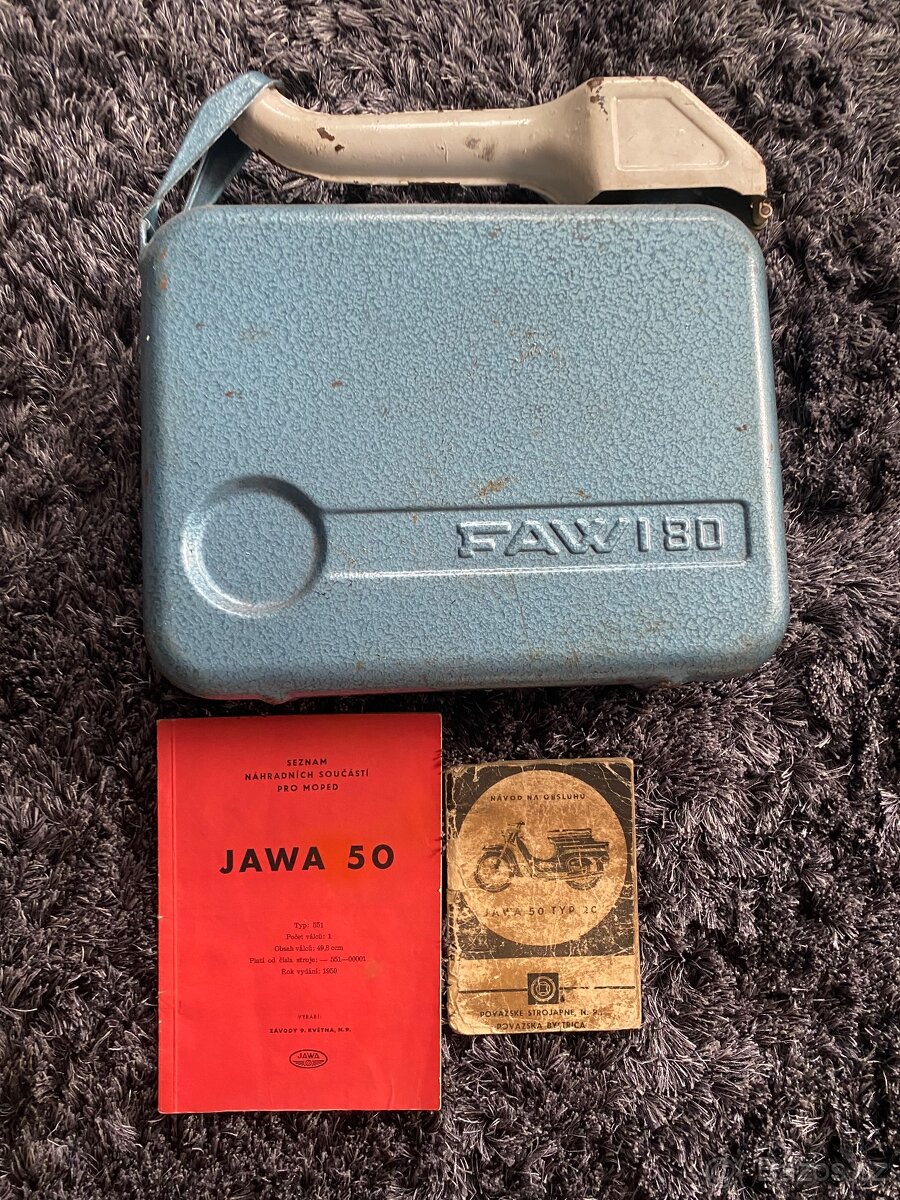 FAW 180
SEZNAM
NÁHRADNÍCH SOUČÁSTÍ
PRO MOPED
JAWA 50
Typ: 551
Počet válců: 1
Obsah válců: 49,8 ccm
Platí od čísla stroje: — 551—00001
Rok vydání: 1959
VYRÁBÍ:
ZÁVODY 9. KVĚTNA, N. P.
JAWA
NÁVOD NA OBSLUHU
JAWA 50 TYP 20
POVAŽSKÉ STROJÁRNE, N. P.
POVAŽSKÁ BYSTRICA